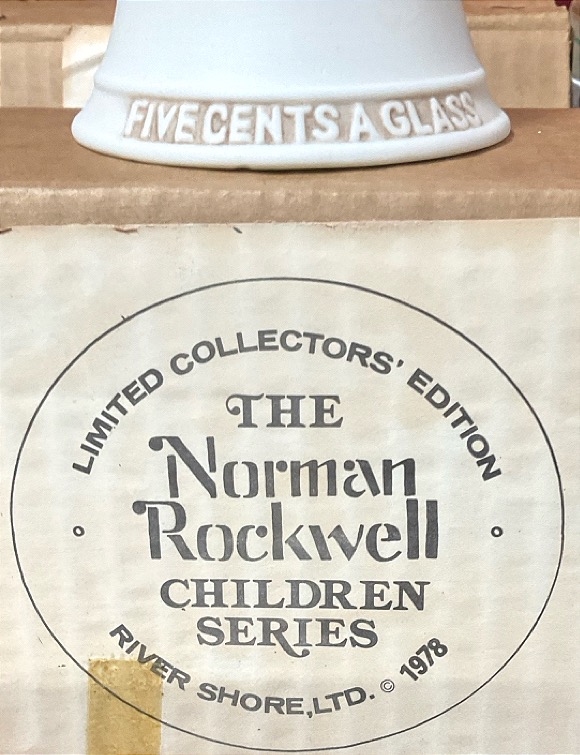 FIVE CENTS A GLASS
LIMITED COLLECTORS' EDITION
THE
Norman
Rockwell
CHILDREN
SERIES
RIVER SHORE, LTD. © 1978